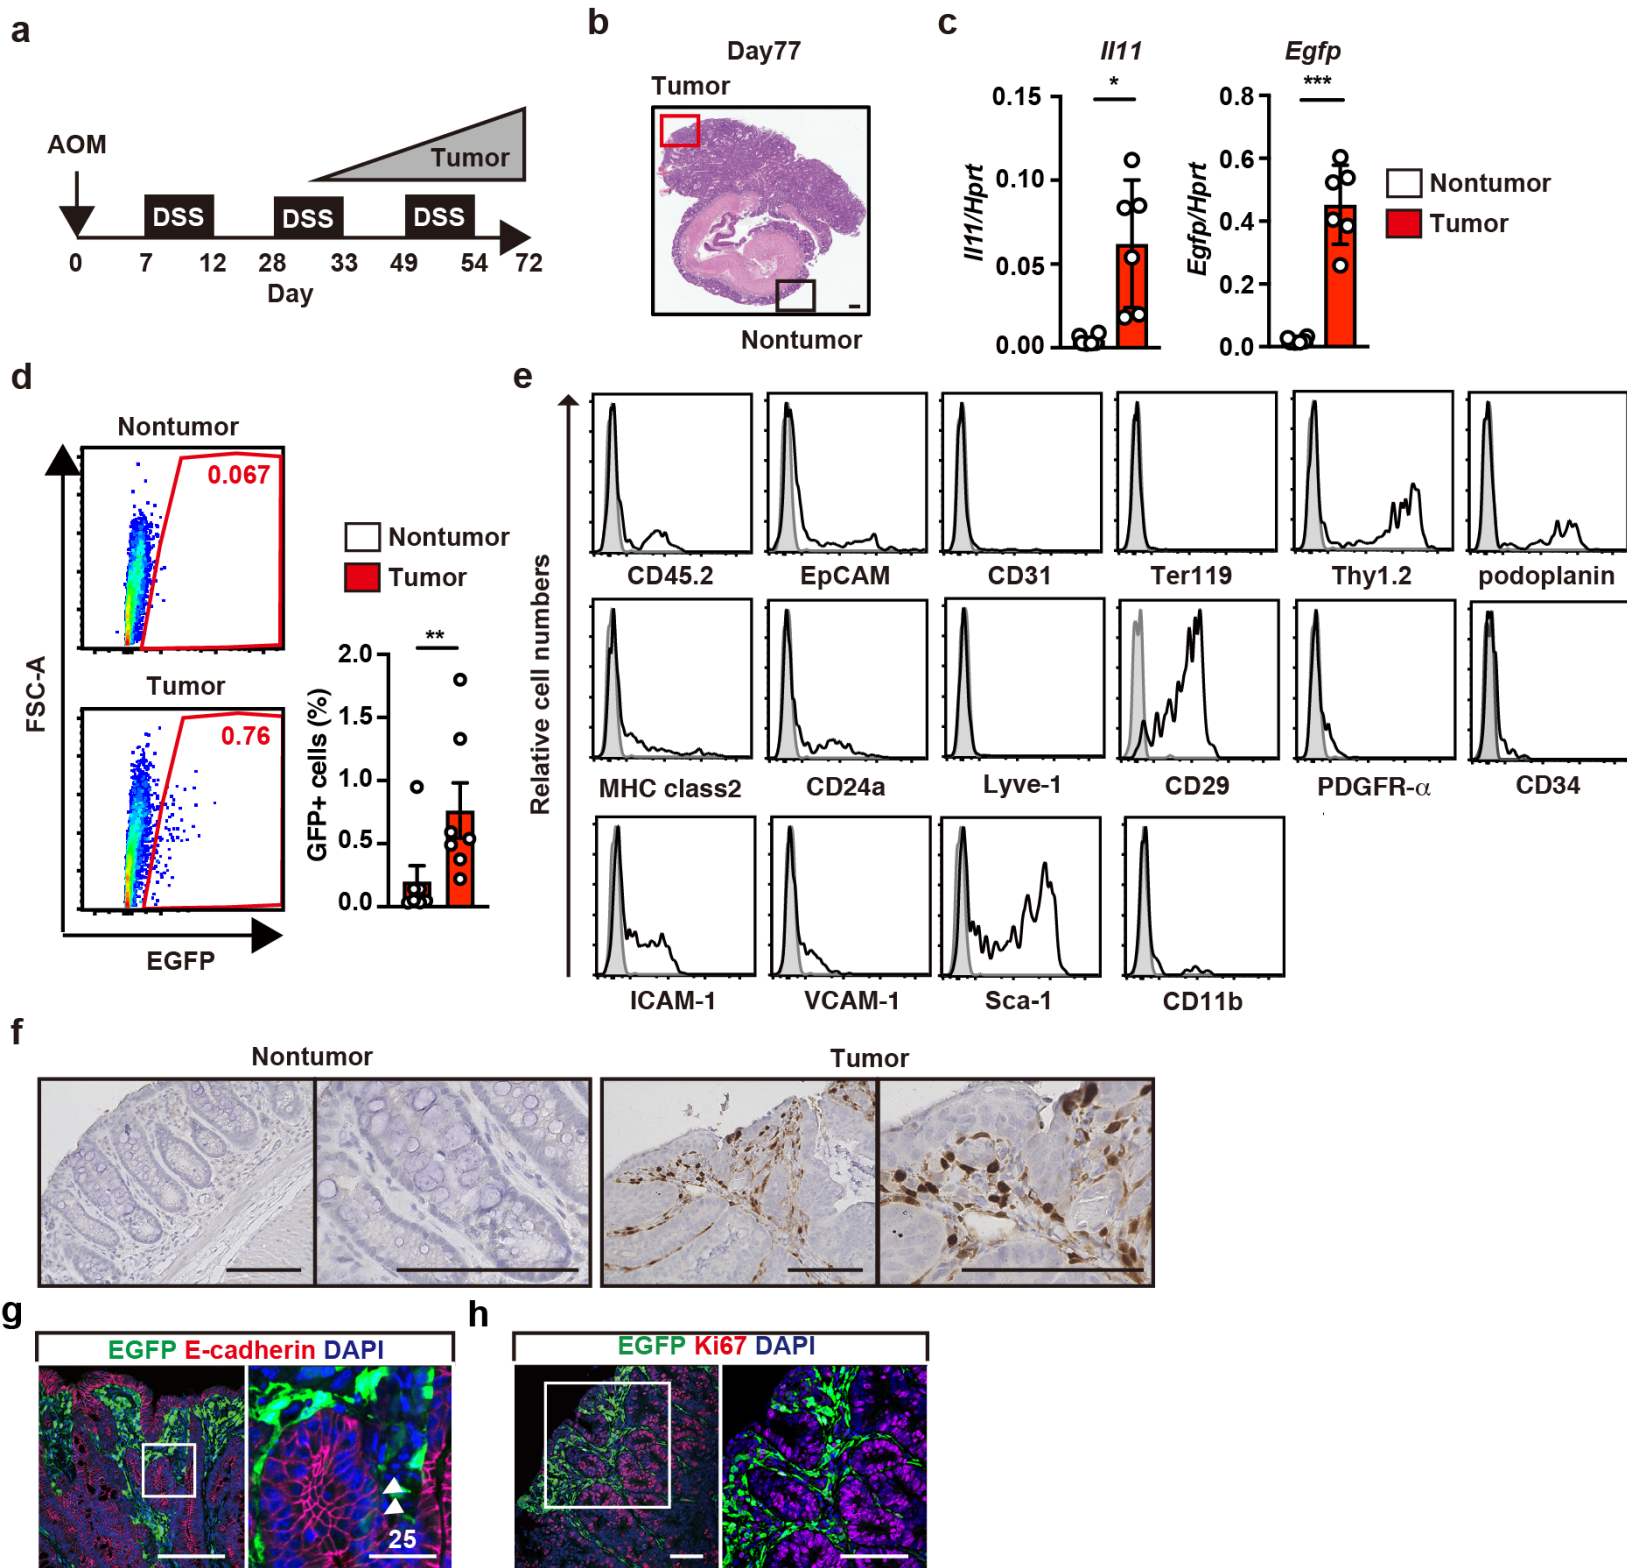 a
AOM
Tumor
DSS DSS DSS
0 7 12 28 33 49 54 72
Day
b
Day77
Tumor
Nontumor
c
Il11
*
0.15
0.10
0.05
0.00
Il11/Hprt
Egfp
***
0.8
0.6
0.4
0.2
0.0
Egfp/Hprt
Nontumor
Tumor
d
Nontumor
0.067
Tumor
0.76
FSC-A
EGFP
Nontumor
Tumor
**
2.0
1.5
1.0
0.5
0.0
GFP+ cells (%)
e
Relative cell numbers
CD45.2 EpCAM CD31 Ter119 Thy1.2 podoplanin
MHC class2 CD24a Lyve-1 CD29 PDGFR-α CD34
ICAM-1 VCAM-1 Sca-1 CD11b
f
Nontumor Tumor
g
EGFP E-cadherin DAPI
25
h
EGFP Ki67 DAPI